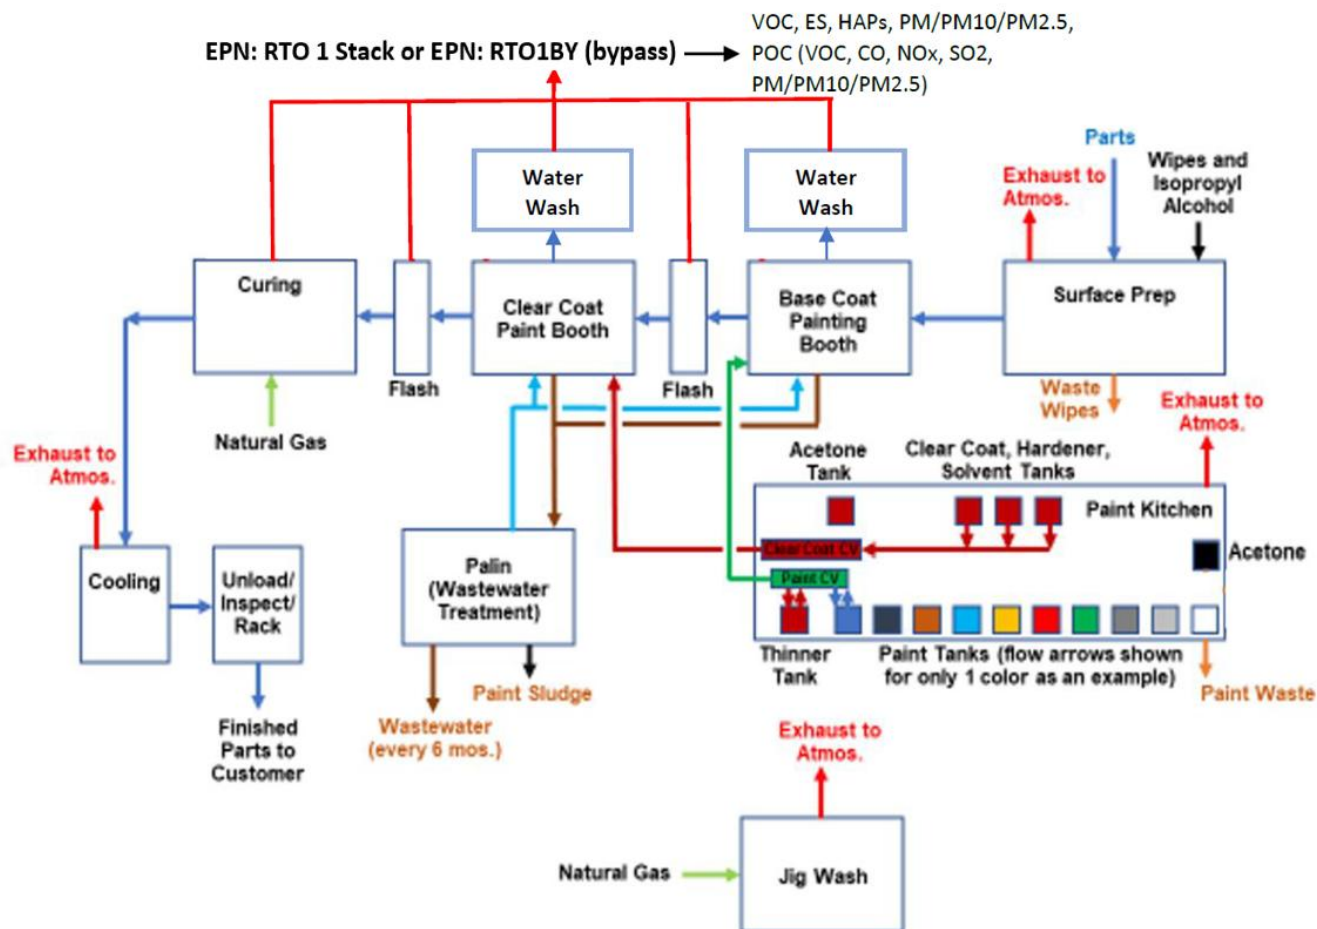 EPN: RTO 1 Stack or EPN: RTO1BY (bypass)
VOC, ES, HAPs, PM/PM10/PM2.5,
POC (VOC, CO, NOx, SO2,
PM/PM10/PM2.5)
Water
Wash
Water
Wash
Parts
Exhaust to
Atmos.
Wipes and
Isopropyl
Alcohol
Curing
Clear Coat
Paint Booth
Base Coat
Painting
Booth
Surface Prep
Flash
Flash
Waste
Wipes
Exhaust to
Atmos.
Natural Gas
Exhaust to
Atmos.
Acetone
Tank
Clear Coat, Hardener,
Solvent Tanks
Paint Kitchen
Clear Coat CV
Acetone
Paint CV
Cooling
Unload/
Inspect/
Rack
Palin
(Wastewater
Treatment)
Thinner
Tank
Paint Tanks (flow arrows shown
for only 1 color as an example)
Paint Sludge
Paint Waste
Wastewater
(every 6 mos.)
Finished
Parts to
Customer
Exhaust to
Atmos.
Natural Gas
Jig Wash